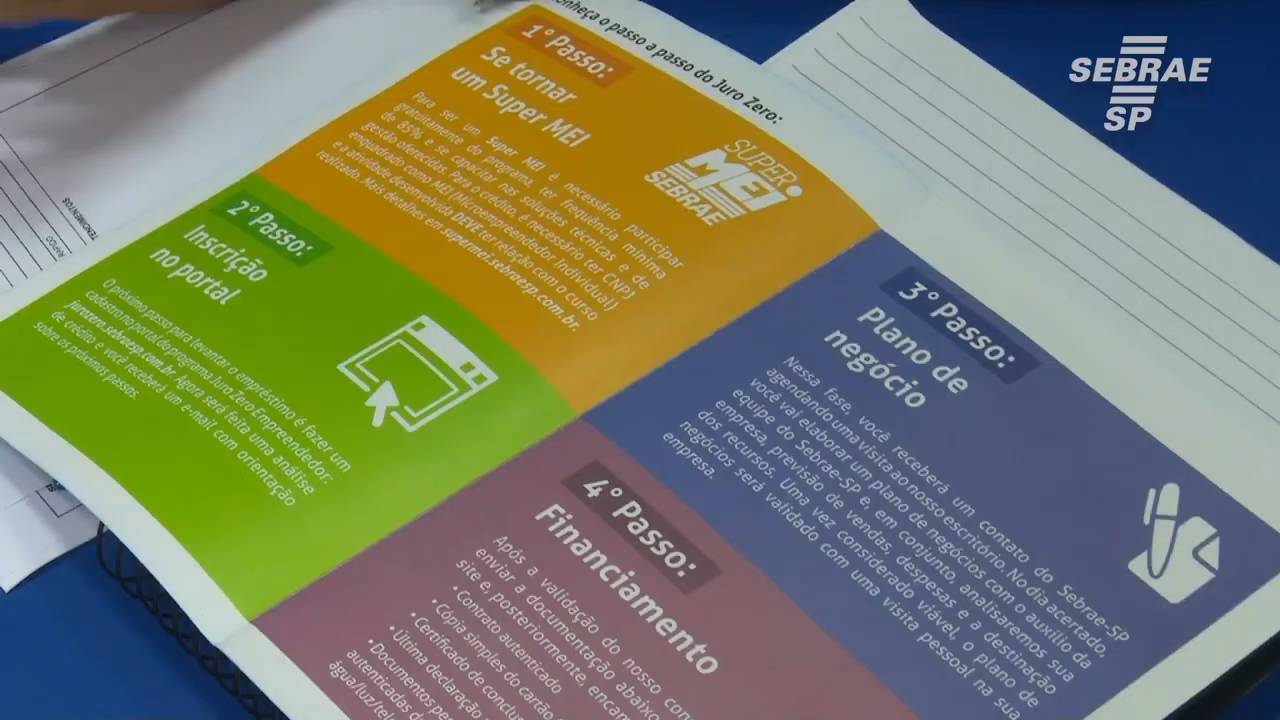 SEBRAE
SP
onheça o passo a passo do Juro Zero:
1º Passo:
Se tornar
um Super MEI
Para ser um Super MEI é necessário participar
gratuitamente do programa, ter frequência mínima
de 85% e se capacitar nas soluções técnicas e de
gestão oferecidas. Para o crédito, é necessário ter CNPJ
enquadrado como MEI (Microempreendedor Individual)
e a atividade desenvolvida DEVE ter relação com o curso
realizado. Mais detalhes em supermei.sebraesp.com.br.
SUPER
MEI
SEBRAE
2º Passo:
Inscrição
no portal
O próximo passo para levantar o empréstimo é fazer um
cadastro no portal do programa Juro Zero Empreendedor:
jurozero.sebraesp.com.br. Agora será feita uma análise
de crédito e você receberá um e-mail com orientação
sobre os próximos passos.
3º Passo:
Plano de
negócio
Nessa fase, você receberá um contato do Sebrae-SP
agendando uma visita ao nosso escritório. No dia acertado,
você vai elaborar um plano de negócios com o auxílio da
equipe do Sebrae-SP e, em conjunto, analisaremos sua
empresa, previsão de vendas, despesas e a destinação
dos recursos. Uma vez considerado viável, o plano de
negócios será validado com uma visita pessoal na sua
empresa.
4º Passo:
Financiamento
Após a validação do nosso con
enviar a documentação abaixo
site e, posteriormente, encam
• Contrato autenticado
• Cópia simples do cartão
• Certificado de conclu
• Última declaração
• Documentos pe
autenticadas d
água/luz/tel